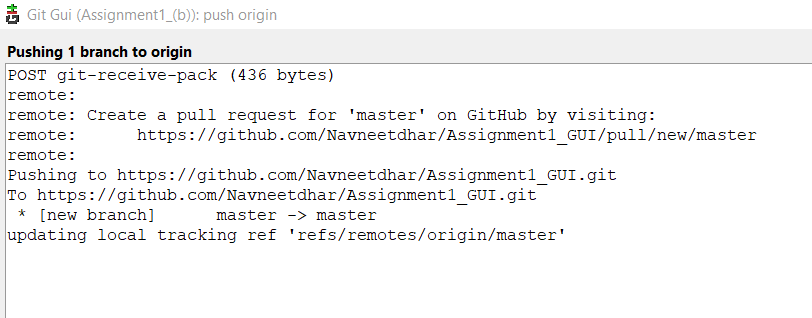 Git Gui (Assignment1_(b)): push origin
Pushing 1 branch to origin
POST git-receive-pack (436 bytes)
remote:
remote: Create a pull request for 'master' on GitHub by visiting:
remote:      https://github.com/Navneetdhar/Assignment1_GUI/pull/new/master
remote:
Pushing to https://github.com/Navneetdhar/Assignment1_GUI.git
To https://github.com/Navneetdhar/Assignment1_GUI.git
 * [new branch]      master -> master
updating local tracking ref 'refs/remotes/origin/master'